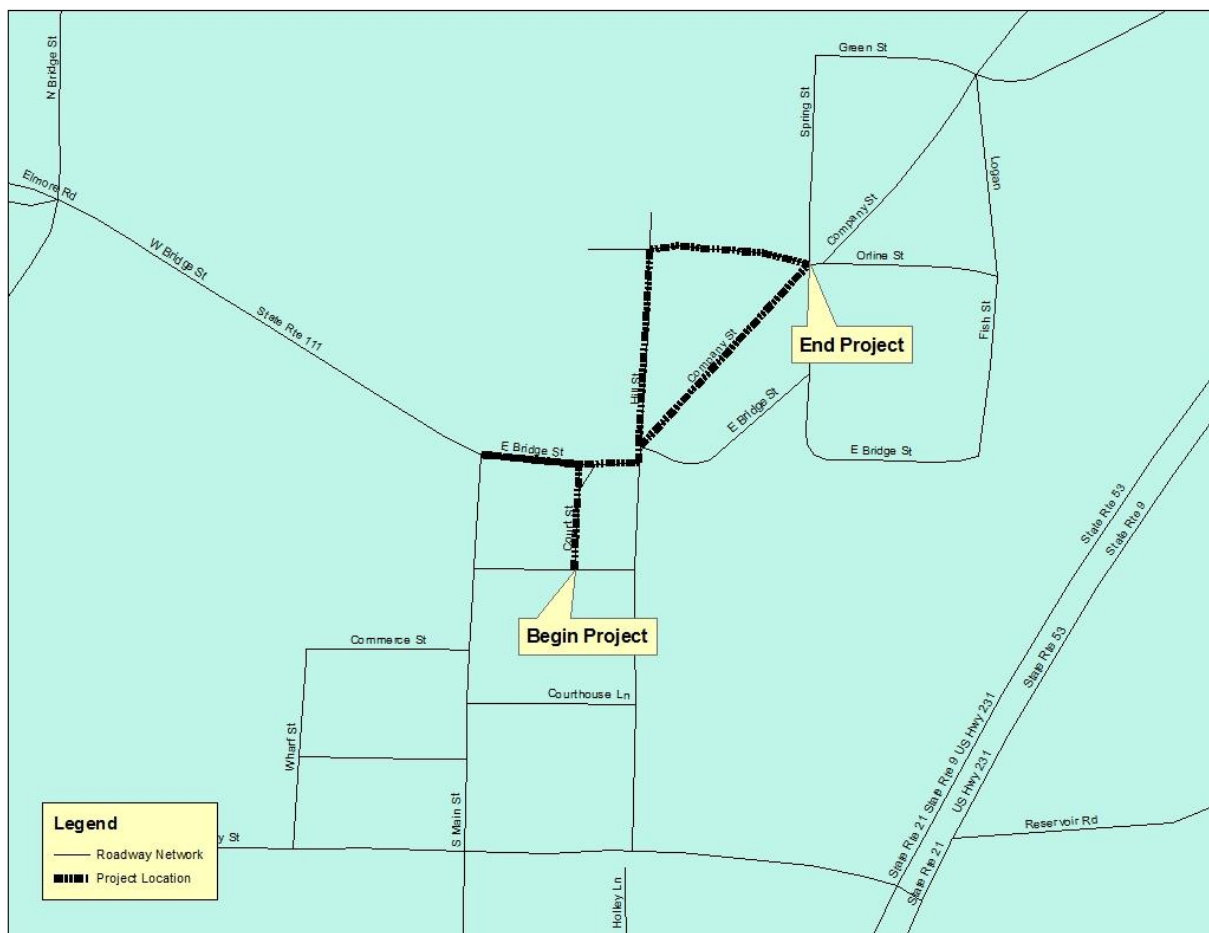 Green St
N Bridge St
Spring St
Logan
Elmore Rd
Company St
W Bridge St
Orline St
State Rte 111
Fish St
End Project
Company St
Hill St
E Bridge St
E Bridge St
E Bridge St
State Rte 53
State Rte 9
Court St
Begin Project
Commerce St
State Rte 53
Courthouse Ln
Wharf St
State Rte 21 State Rte 9 US Hwy 231
US Hwy 231
S Main St
Reservoir Rd
Legend
Roadway Network
Project Location
y St
State Rte 21
Holley Ln